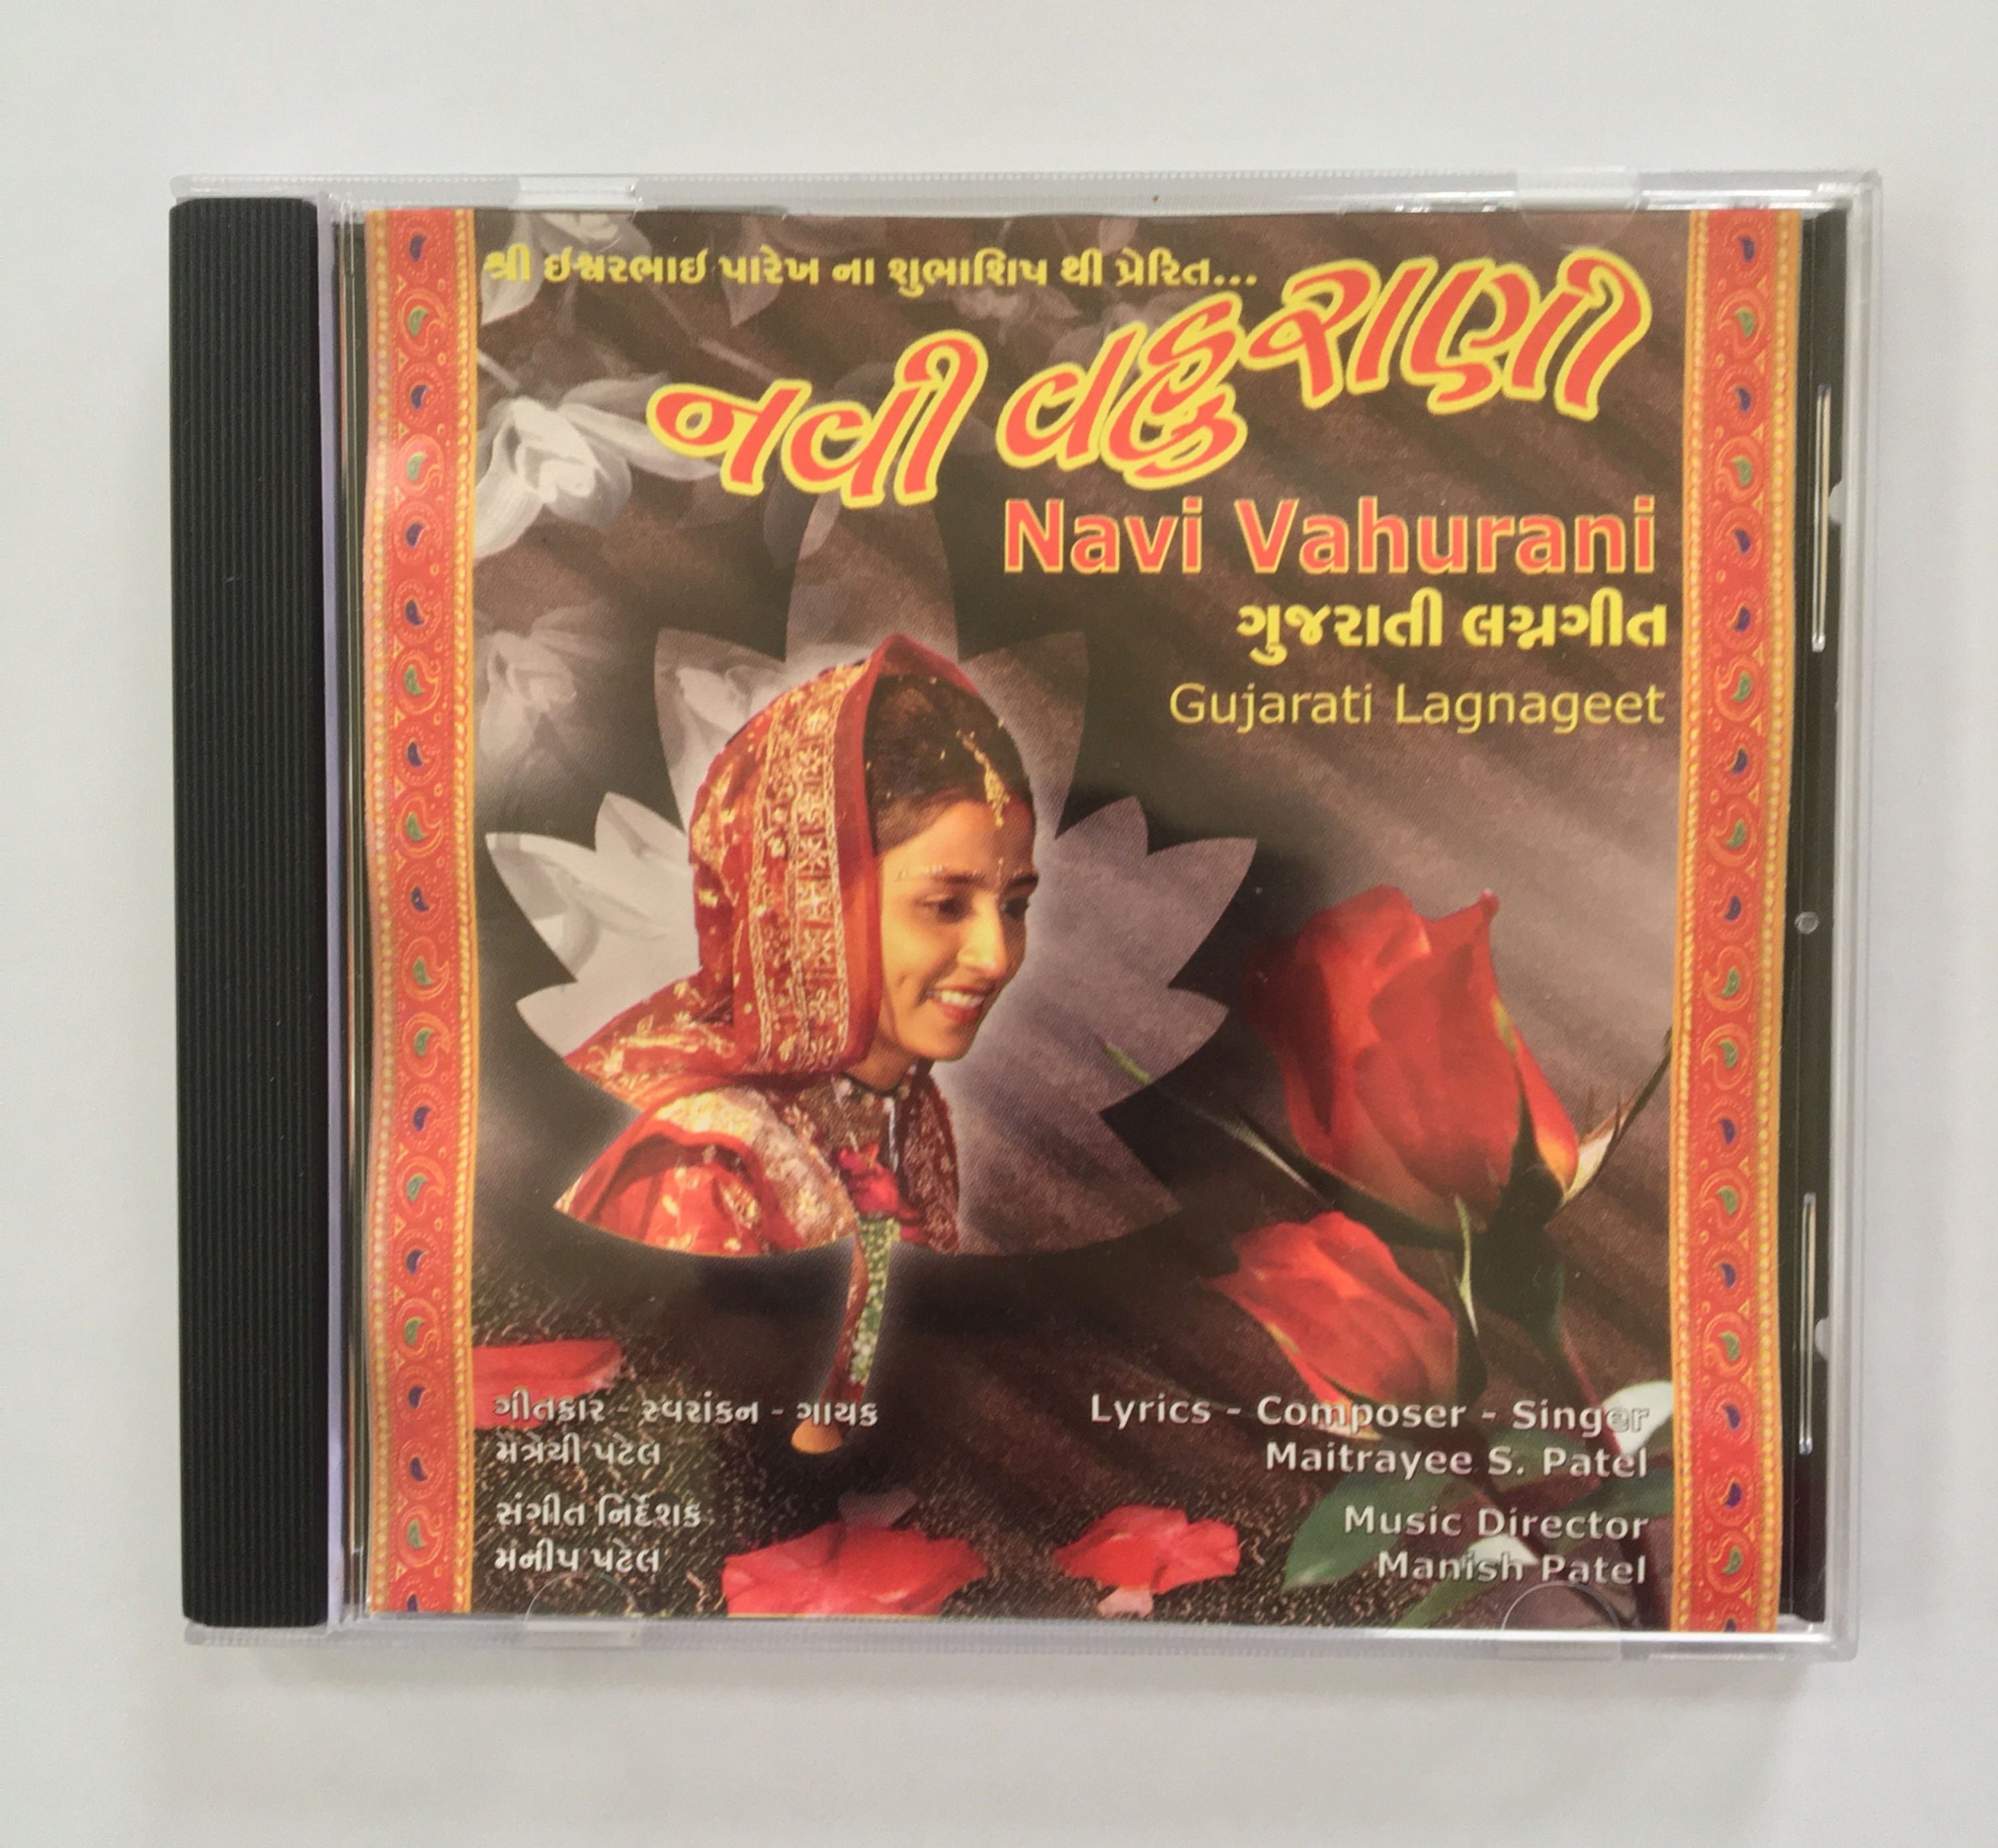 શ્રી ઈશ્વરભાઈ પારેખ ના શુભાશિષ થી પ્રેરિત...
નવી વહુરાણી
Navi Vahurani
ગુજરાતી લગ્નગીત
Gujarati Lagnageet
ગીતકાર - સ્વરાંકન - ગાયક
મૈત્રેયી પટેલ
સંગીત નિર્દેશક
મનીષ પટેલ
Lyrics - Composer - Singer
Maitrayee S. Patel
Music Director
Manish Patel